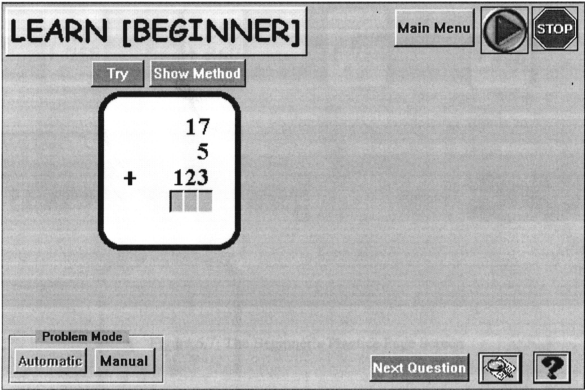 LEARN [BEGINNER]
Main Menu
STOP
Try
Show Method
17
5
+ 123
Problem Mode
Automatic
Manual
Next Question
?